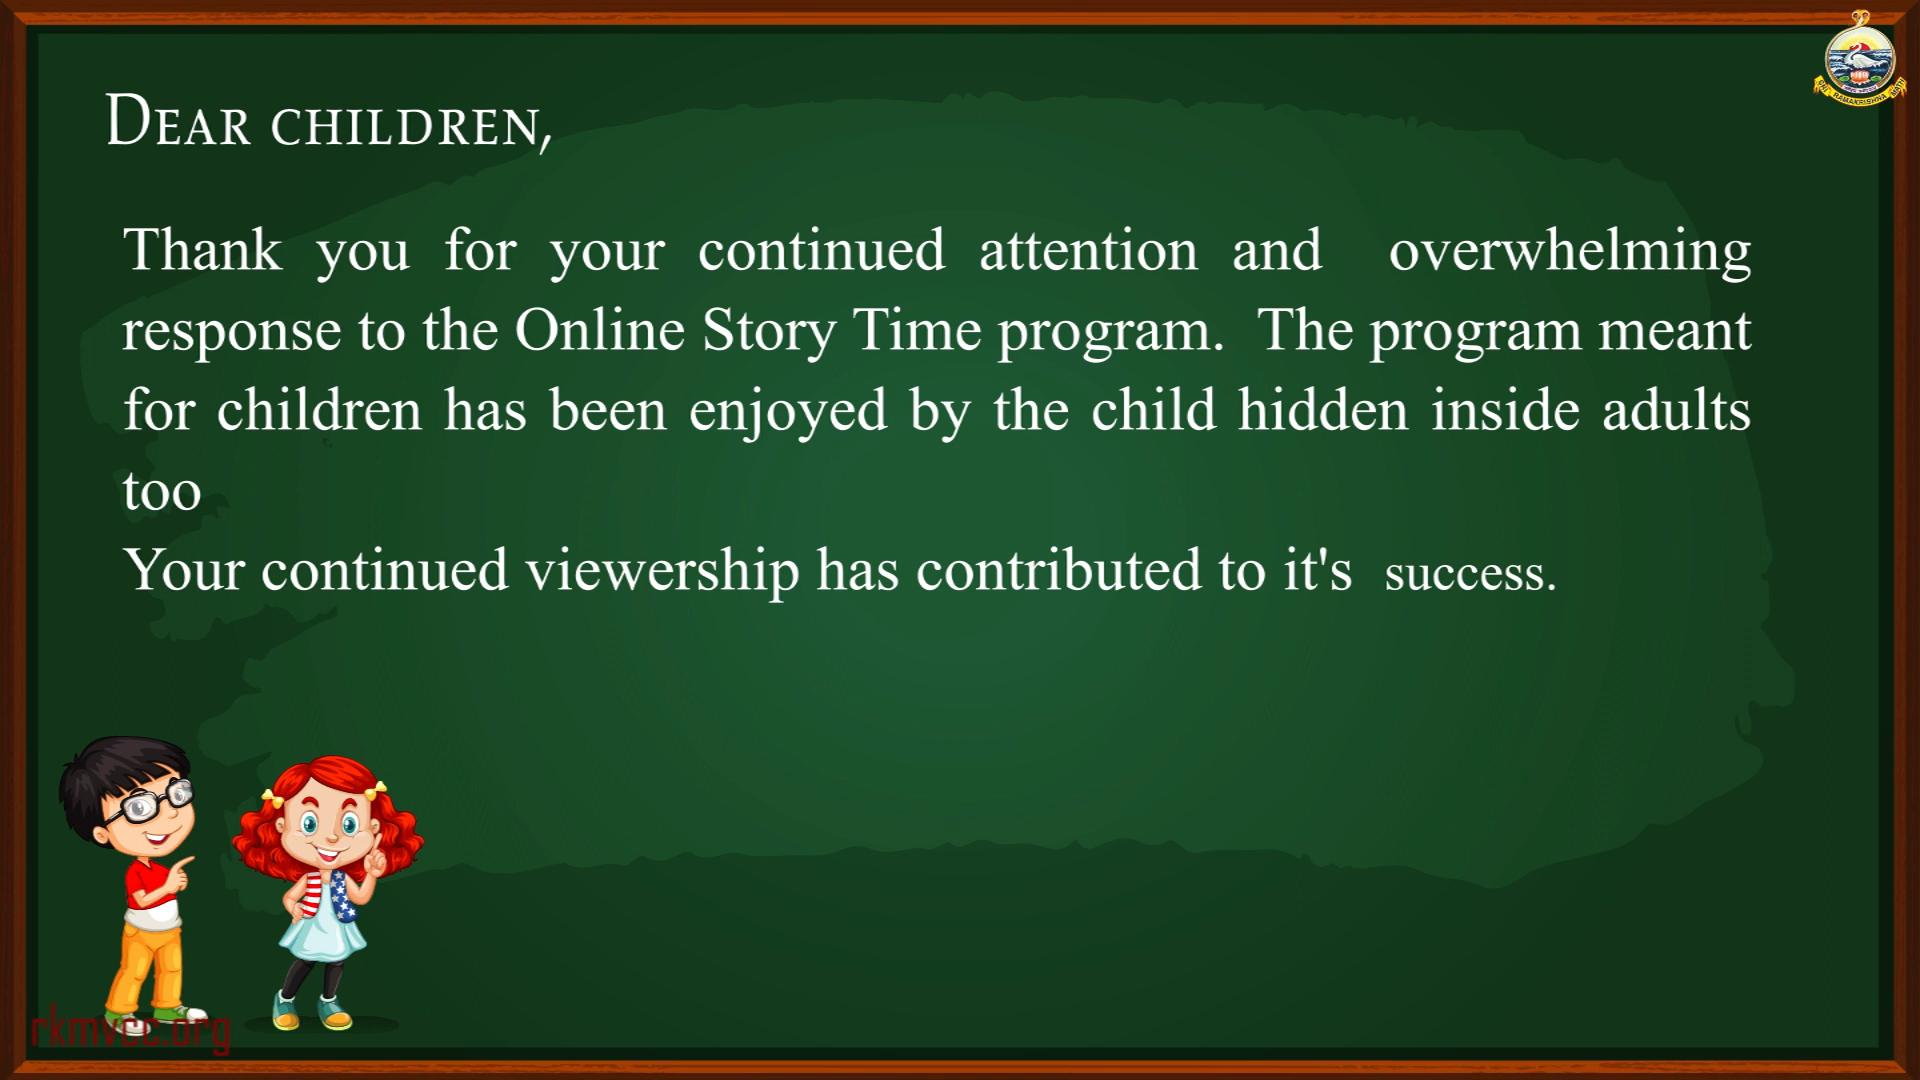 DEAR CHILDREN,
Thank you for your continued attention and overwhelming
response to the Online Story Time program. The program meant
for children has been enjoyed by the child hidden inside adults
too
Your continued viewership has contributed to it's success.
rkmvcc.org